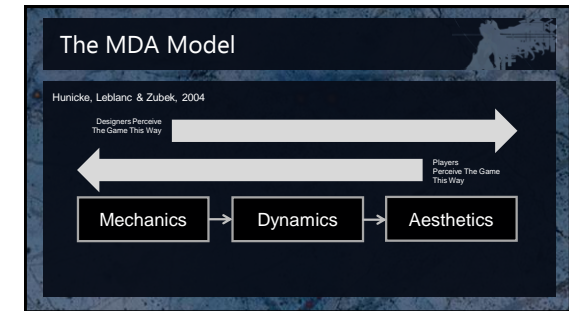 The MDA Model
Hunicke, Leblanc & Zubek, 2004
Designers Perceive
The Game This Way
Players
Perceive The Game
This Way
Mechanics
Dynamics
Aesthetics